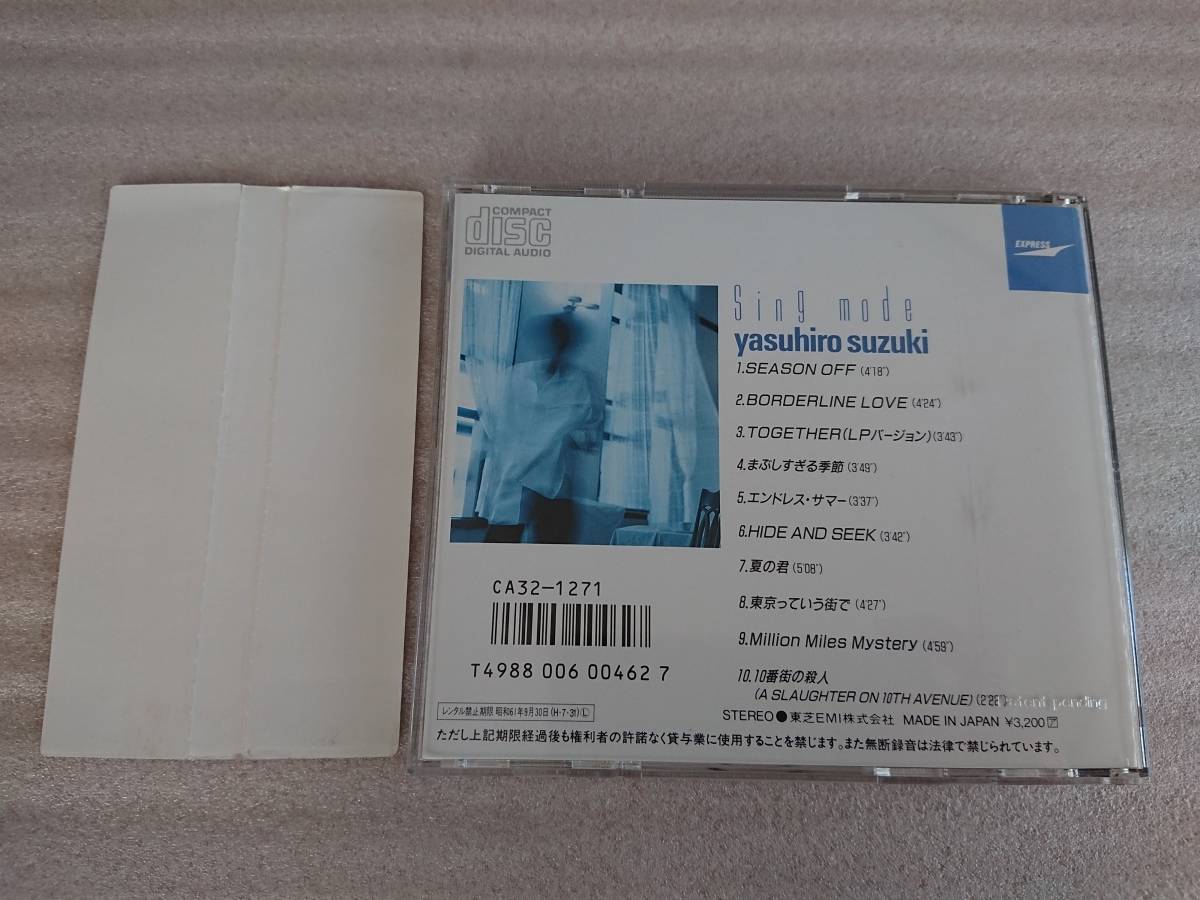 COMPACT
disc
DIGITAL AUDIO
EXPRESS
Sing mode
yasuhiro suzuki
1.SEASON OFF (4'18")
2.BORDERLINE LOVE (4'24")
3.TOGETHER(LPバージョン)(3'43")
4.まぶしすぎる季節 (3'49")
5.エンドレス・サマー (3'37")
6.HIDE AND SEEK (3'42")
7.夏の君 (5'08")
8.東京っていう街で (4'27")
9.Million Miles Mystery (4'59")
10.10番街の殺人
(A SLAUGHTER ON 10TH AVENUE)
patent pending
CA32-1271
T4988 006 00462 7
レンタル禁止期限 昭和61年9月30日(H・7・31)Ⓛ
STEREO ● 東芝EMI株式会社 MADE IN JAPAN ¥3,200
ただし上記期限経過後も権利者の許諾なく貸与業に使用することを禁じます。また無断録音は法律で禁じられています。